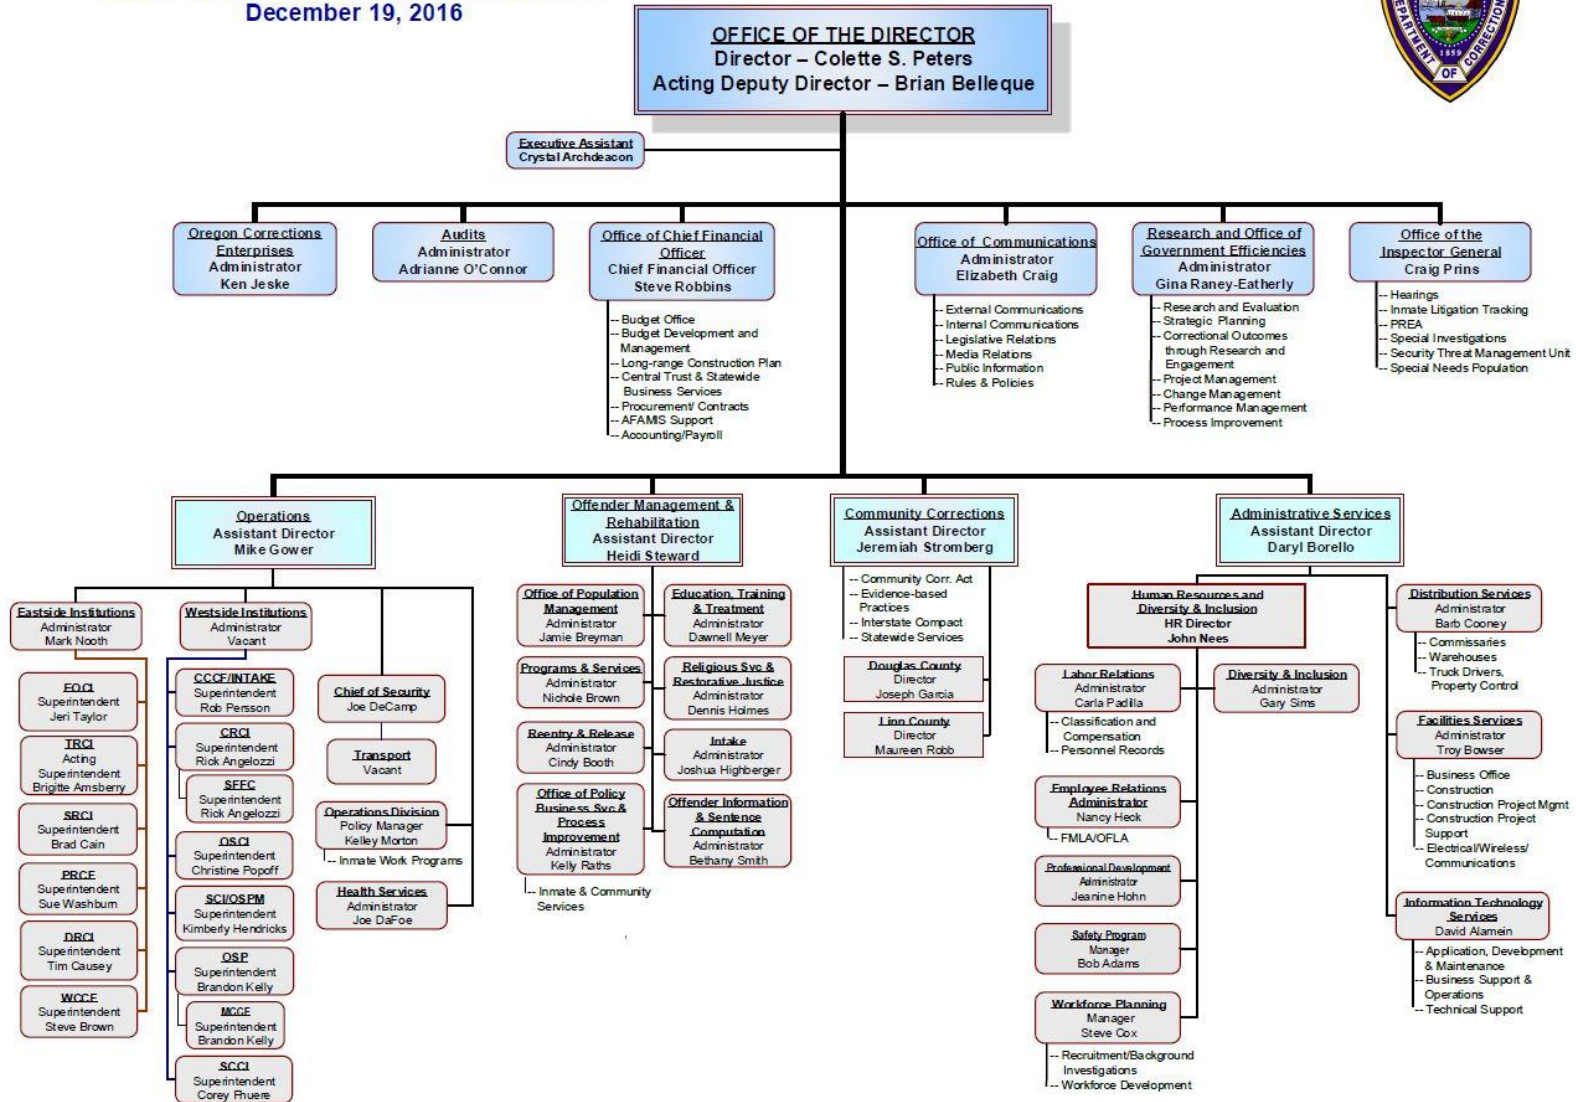 December 19, 2016
OFFICE OF THE DIRECTOR
Director – Colette S. Peters
Acting Deputy Director – Brian Belleque
DEPARTMENT OF CORRECTIONS
1859
Executive Assistant
Crystal Archdeacon
Oregon Corrections
Enterprises
Administrator
Ken Jeske
Audits
Administrator
Adrianne O'Connor
Office of Chief Financial
Officer
Chief Financial Officer
Steve Robbins
-- Budget Office
-- Budget Development and
Management
-- Long-range Construction Plan
-- Central Trust & Statewide
Business Services
-- Procurement/ Contracts
-- AFAMIS Support
-- Accounting/Payroll
Office of Communications
Administrator
Elizabeth Craig
-- External Communications
-- Internal Communications
-- Legislative Relations
-- Media Relations
-- Public Information
-- Rules & Policies
Research and Office of
Government Efficiencies
Administrator
Gina Raney-Eatherly
-- Research and Evaluation
-- Strategic Planning
-- Correctional Outcomes
through Research and
Engagement
-- Project Management
-- Change Management
-- Performance Management
-- Process Improvement
Office of the
Inspector General
Craig Prins
-- Hearings
-- Inmate Litigation Tracking
-- PREA
-- Special Investigations
-- Security Threat Management Unit
-- Special Needs Population
Operations
Assistant Director
Mike Gower
Eastside Institutions
Administrator
Mark Nooth
EOCI
Superintendent
Jeri Taylor
TRCI
Acting
Superintendent
Brigitte Amsberry
SRCI
Superintendent
Brad Cain
PRCF
Superintendent
Sue Washburn
DRCI
Superintendent
Tim Causey
WCCF
Superintendent
Steve Brown
Westside Institutions
Administrator
Vacant
CCCF/INTAKE
Superintendent
Rob Persson
CRCI
Superintendent
Rick Angelozzi
SFFC
Superintendent
Rick Angelozzi
OSCI
Superintendent
Christine Popoff
SCI/OSPM
Superintendent
Kimberly Hendricks
OSP
Superintendent
Brandon Kelly
MCCF
Superintendent
Brandon Kelly
SCCI
Superintendent
Corey Fhuere
Chief of Security
Joe DeCamp
Transport
Vacant
Operations Division
Policy Manager
Kelley Morton
-- Inmate Work Programs
Health Services
Administrator
Joe DaFoe
Offender Management &
Rehabilitation
Assistant Director
Heidi Steward
Office of Population
Management
Administrator
Jamie Breyman
Education, Training
& Treatment
Administrator
Dawnell Meyer
Programs & Services
Administrator
Nichole Brown
Religious Svc &
Restorative Justice
Administrator
Dennis Holmes
Reentry & Release
Administrator
Cindy Booth
Intake
Administrator
Joshua Highberger
Office of Policy
Business Svc &
Process
Improvement
Administrator
Kelly Raths
-- Inmate & Community
Services
Offender Information
& Sentence
Computation
Administrator
Bethany Smith
Community Corrections
Assistant Director
Jeremiah Stromberg
-- Community Corr. Act
-- Evidence-based
Practices
-- Interstate Compact
-- Statewide Services
Douglas County
Director
Joseph Garcia
Linn County
Director
Maureen Robb
Administrative Services
Assistant Director
Daryl Borello
Human Resources and
Diversity & Inclusion
HR Director
John Nees
Labor Relations
Administrator
Carla Padilla
-- Classification and
Compensation
-- Personnel Records
Diversity & Inclusion
Administrator
Gary Sims
Employee Relations
Administrator
Nancy Heck
-- FMLA/OFLA
Professional Development
Administrator
Jeanine Hohn
Safety Program
Manager
Bob Adams
Workforce Planning
Manager
Steve Cox
-- Recruitment/Background
Investigations
-- Workforce Development
Distribution Services
Administrator
Barb Cooney
-- Commissaries
-- Warehouses
-- Truck Drivers,
Property Control
Facilities Services
Administrator
Troy Bowser
-- Business Office
-- Construction
-- Construction Project Mgmt
-- Construction Project
Support
-- Electrical/Wireless/
Communications
Information Technology
Services
David Alamein
-- Application, Development
& Maintenance
-- Business Support &
Operations
-- Technical Support